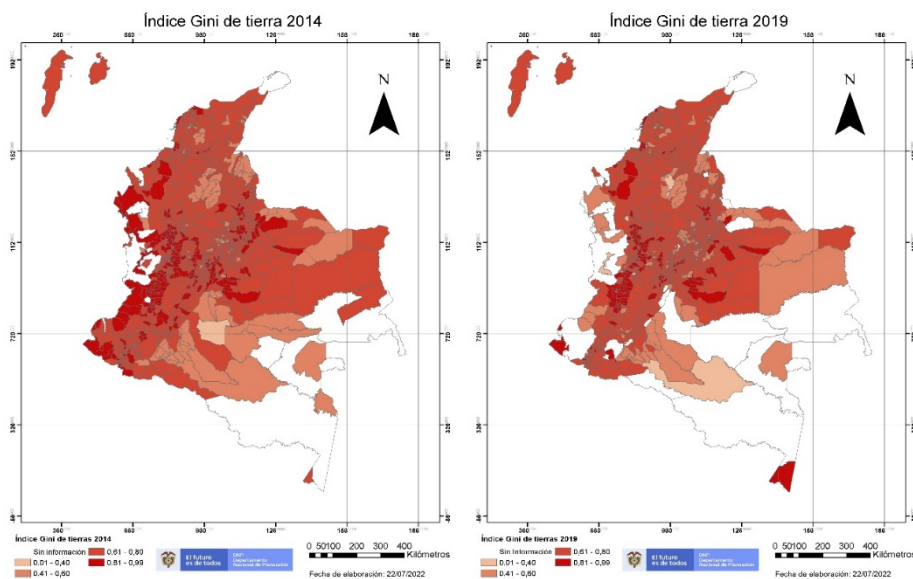 Índice Gini de tierra 2014
N
Índice Gini de tierras 2014
Sin información
0.01 - 0,40
0.41 - 0,60
0.61 - 0,80
0.81 - 0,99
El futuro
es de todos
DNP
Departamento
Nacional de Planeación
0 50100 200 300 400
Kilómetros
Fecha de elaboración: 22/07/2022
Índice Gini de tierra 2019
N
Índice Gini de tierras 2019
Sin Información
0.01 - 0,40
0.41 - 0,60
0.61 - 0,80
0.81 - 0,99
El futuro
es de todos
DNP
Departamento
Nacional de Planeación
0 50100 200 300 400
Kilómetros
Fecha de elaboración: 22/07/2022